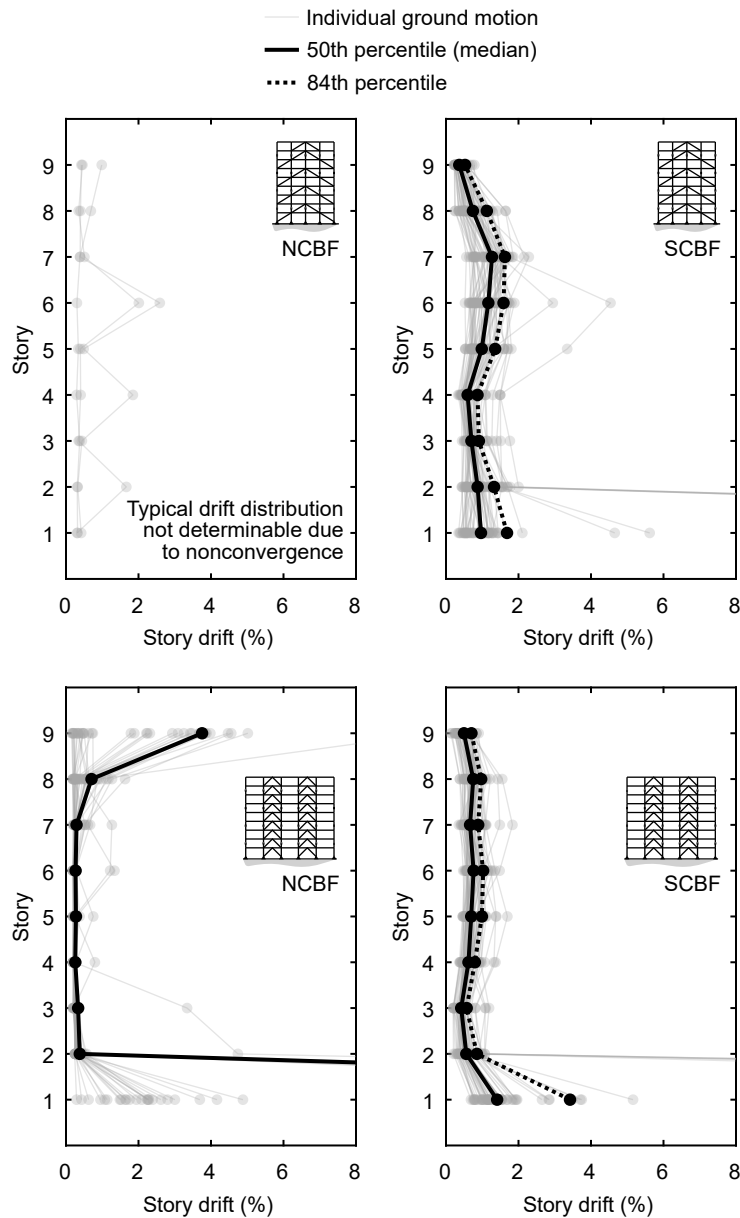 Individual ground motion
50th percentile (median)
84th percentile
9
8
7
6
5
4
3
2
1
Story
NCBF
Typical drift distribution
not determinable due
to nonconvergence
0 2 4 6 8
Story drift (%)
9
8
7
6
5
4
3
2
1
Story
SCBF
0 2 4 6 8
Story drift (%)
9
8
7
6
5
4
3
2
1
Story
NCBF
0 2 4 6 8
Story drift (%)
9
8
7
6
5
4
3
2
1
Story
SCBF
0 2 4 6 8
Story drift (%)